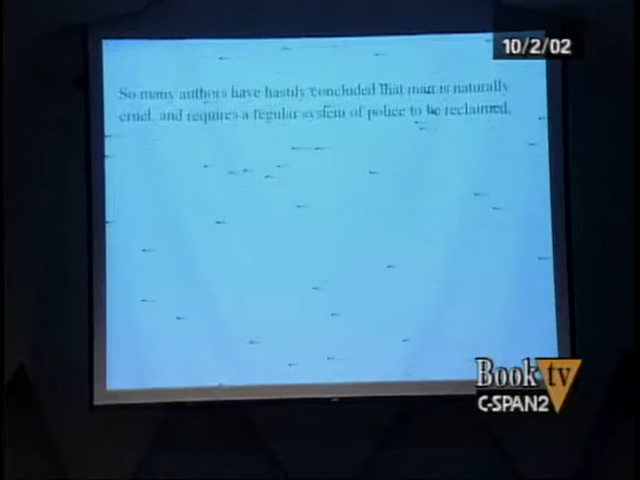 10/2/02
So many authors have hastily concluded that man is naturally
cruel, and requires a regular system of police to be reclaimed;
Book tv
C-SPAN2